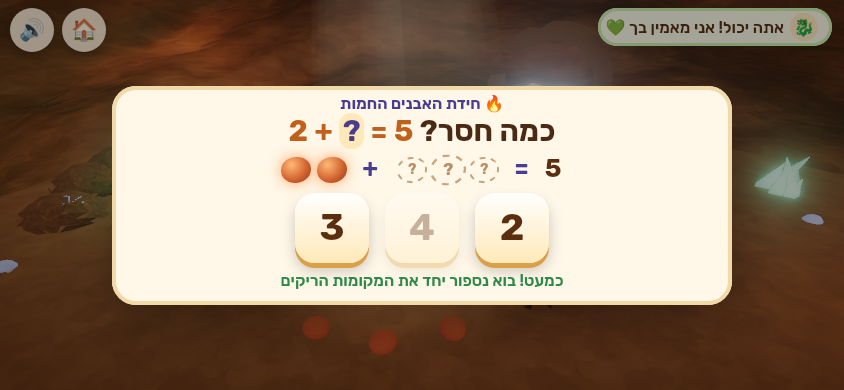 אתה יכול! אני מאמין בך 💚
🔥 חידת האבנים החמות
כמה חסר? 2 + ? = 5
+ ? ? ? = 5
3 4 2
כמעט! בוא נספור יחד את המקומות הריקים